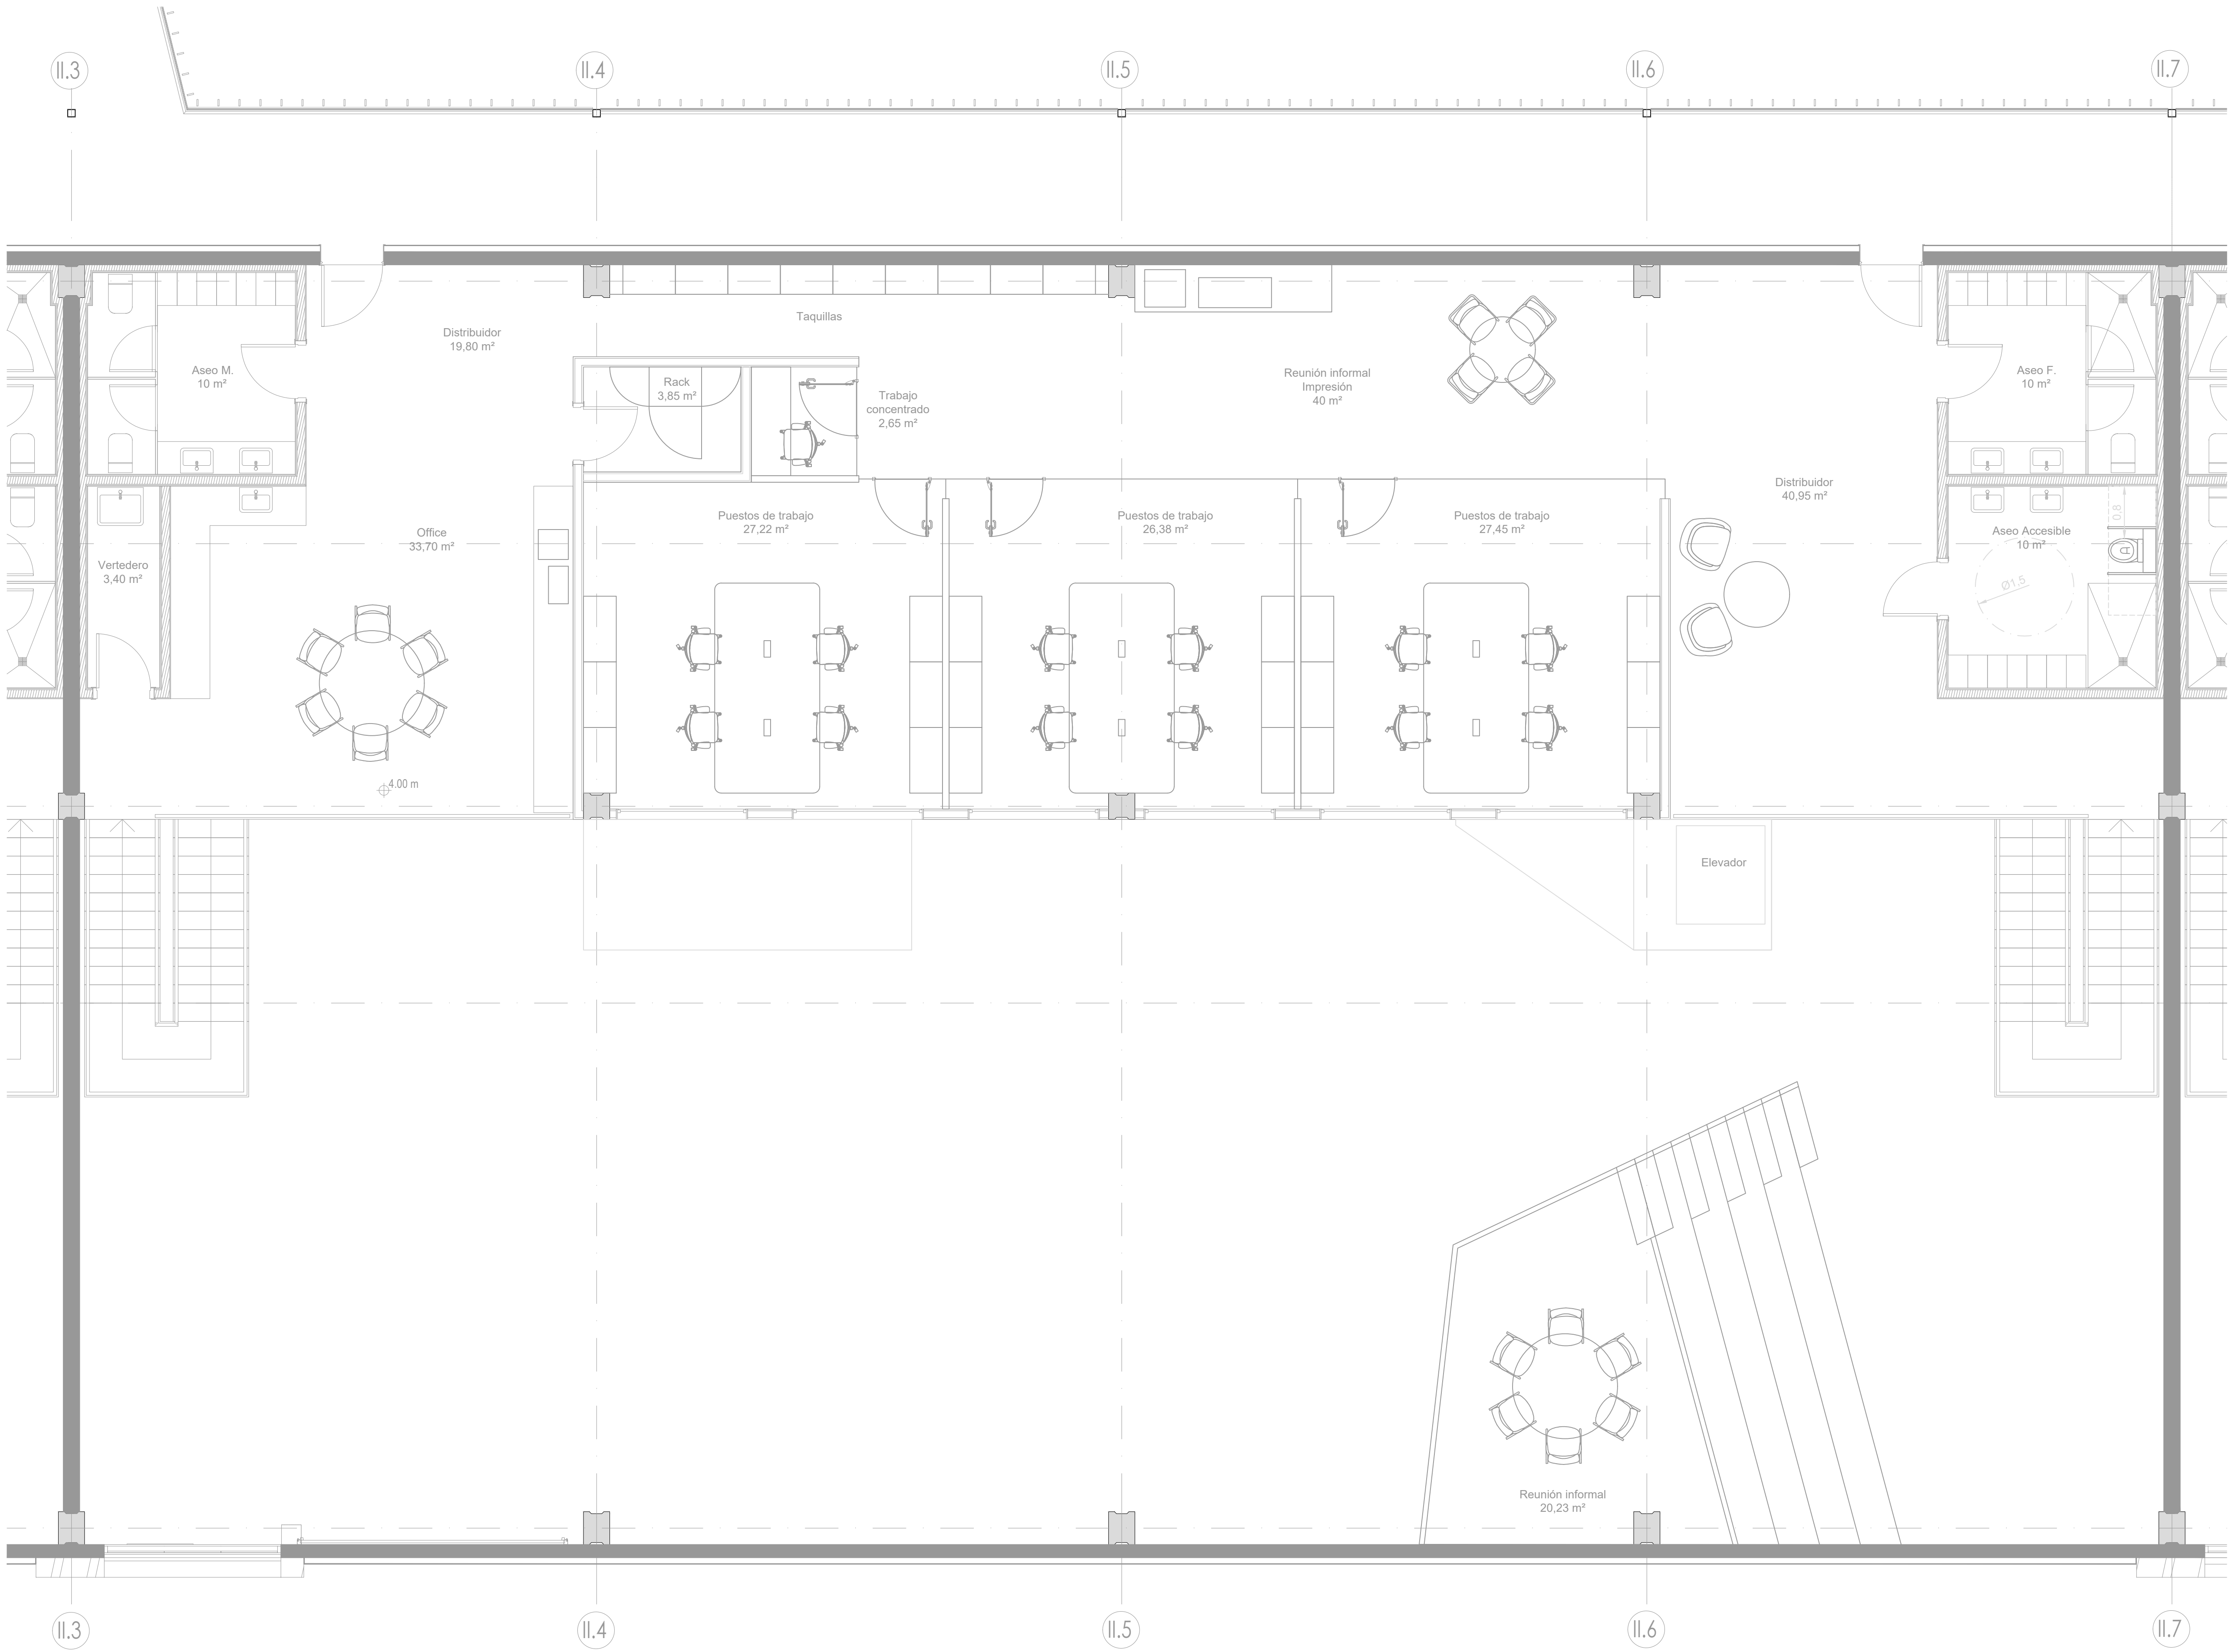 II.3
II.4
II.5
II.6
II.7
Taquillas
Distribuidor
19,80 m²
Aseo M.
10 m²
Rack
3,85 m²
Trabajo
concentrado
2,65 m²
Reunión informal
Impresión
40 m²
Aseo F.
10 m²
Distribuidor
40,95 m²
Office
33,70 m²
Vertedero
3,40 m²
Puestos de trabajo
27,22 m²
Puestos de trabajo
26,38 m²
Puestos de trabajo
27,45 m²
0.8
Aseo Accesible
10 m²
Ø1.5
4.00 m
Elevador
Reunión informal
20,23 m²
II.3
II.4
II.5
II.6
II.7